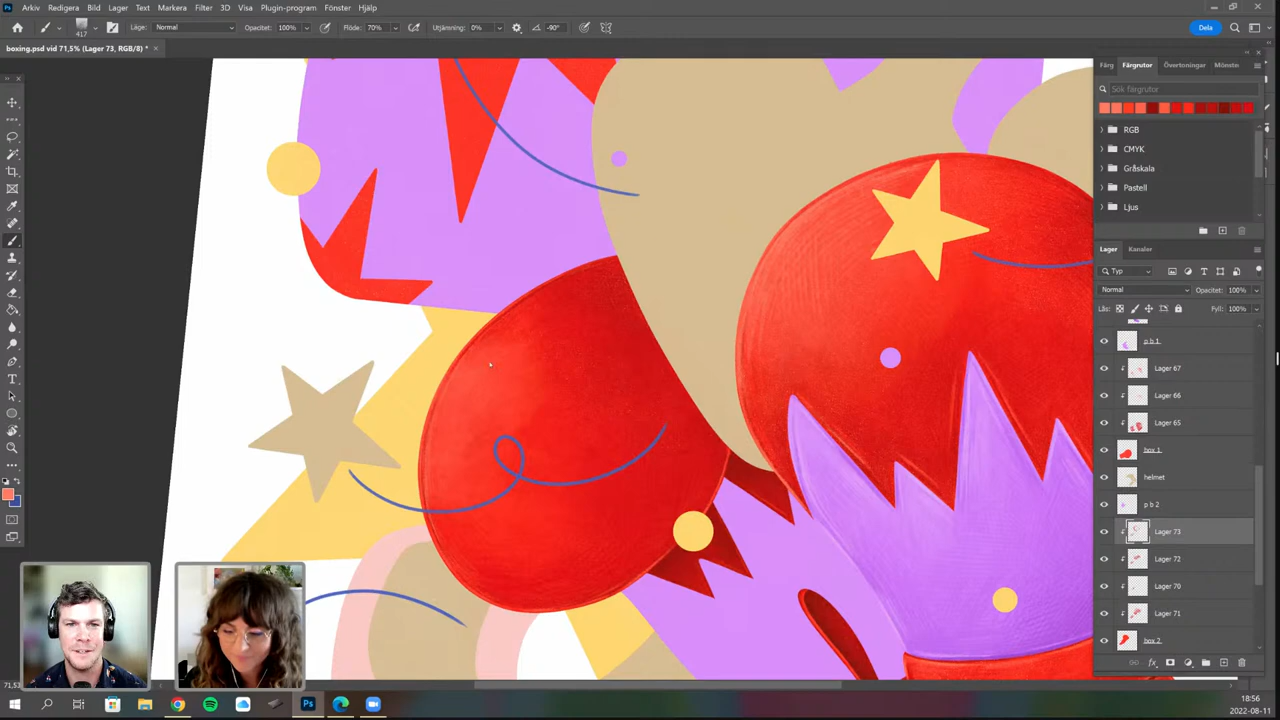 Arkiv Redigera Bild Lager Text Markera Filter 3D Visa Plugin-program Fönster Hjälp
417 Läge: Normal Opacitet: 100% Flöde: 70% Utjämning: 0% -90° Dela
boxing.psd vid 71,5% (Lager 73, RGB/8) *
Färg Färgrutor Övertoningar Mönste
Sök färgrutor
RGB
CMYK
Gråskala
Pastell
Ljus
Lager Kanaler
Typ
Normal Opacitet: 100%
Lås: Fyll: 100%
p b 1
Lager 67
Lager 66
Lager 65
box 1
helmet
p b 2
Lager 73
Lager 72
Lager 70
Lager 71
box 2
fx
18:56
2022-08-11